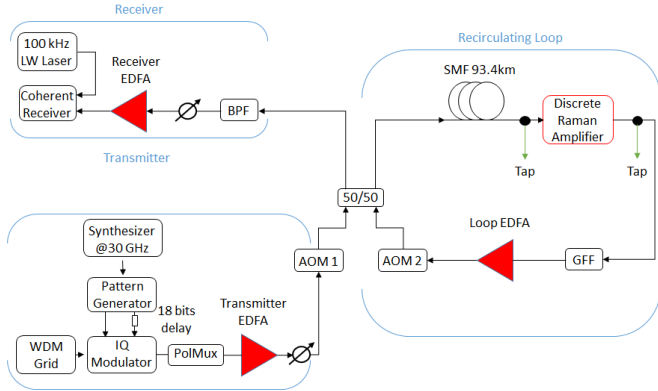 Receiver
100 kHz
LW Laser
Receiver
EDFA
Coherent
Receiver
BPF
Transmitter
Recirculating Loop
SMF 93.4km
Discrete
Raman
Amplifier
Tap
Tap
50/50
Loop EDFA
AOM 1
AOM 2
GFF
Synthesizer
@30 GHz
Pattern
Generator
18 bits
delay
Transmitter
EDFA
WDM
Grid
IQ
Modulator
PolMux